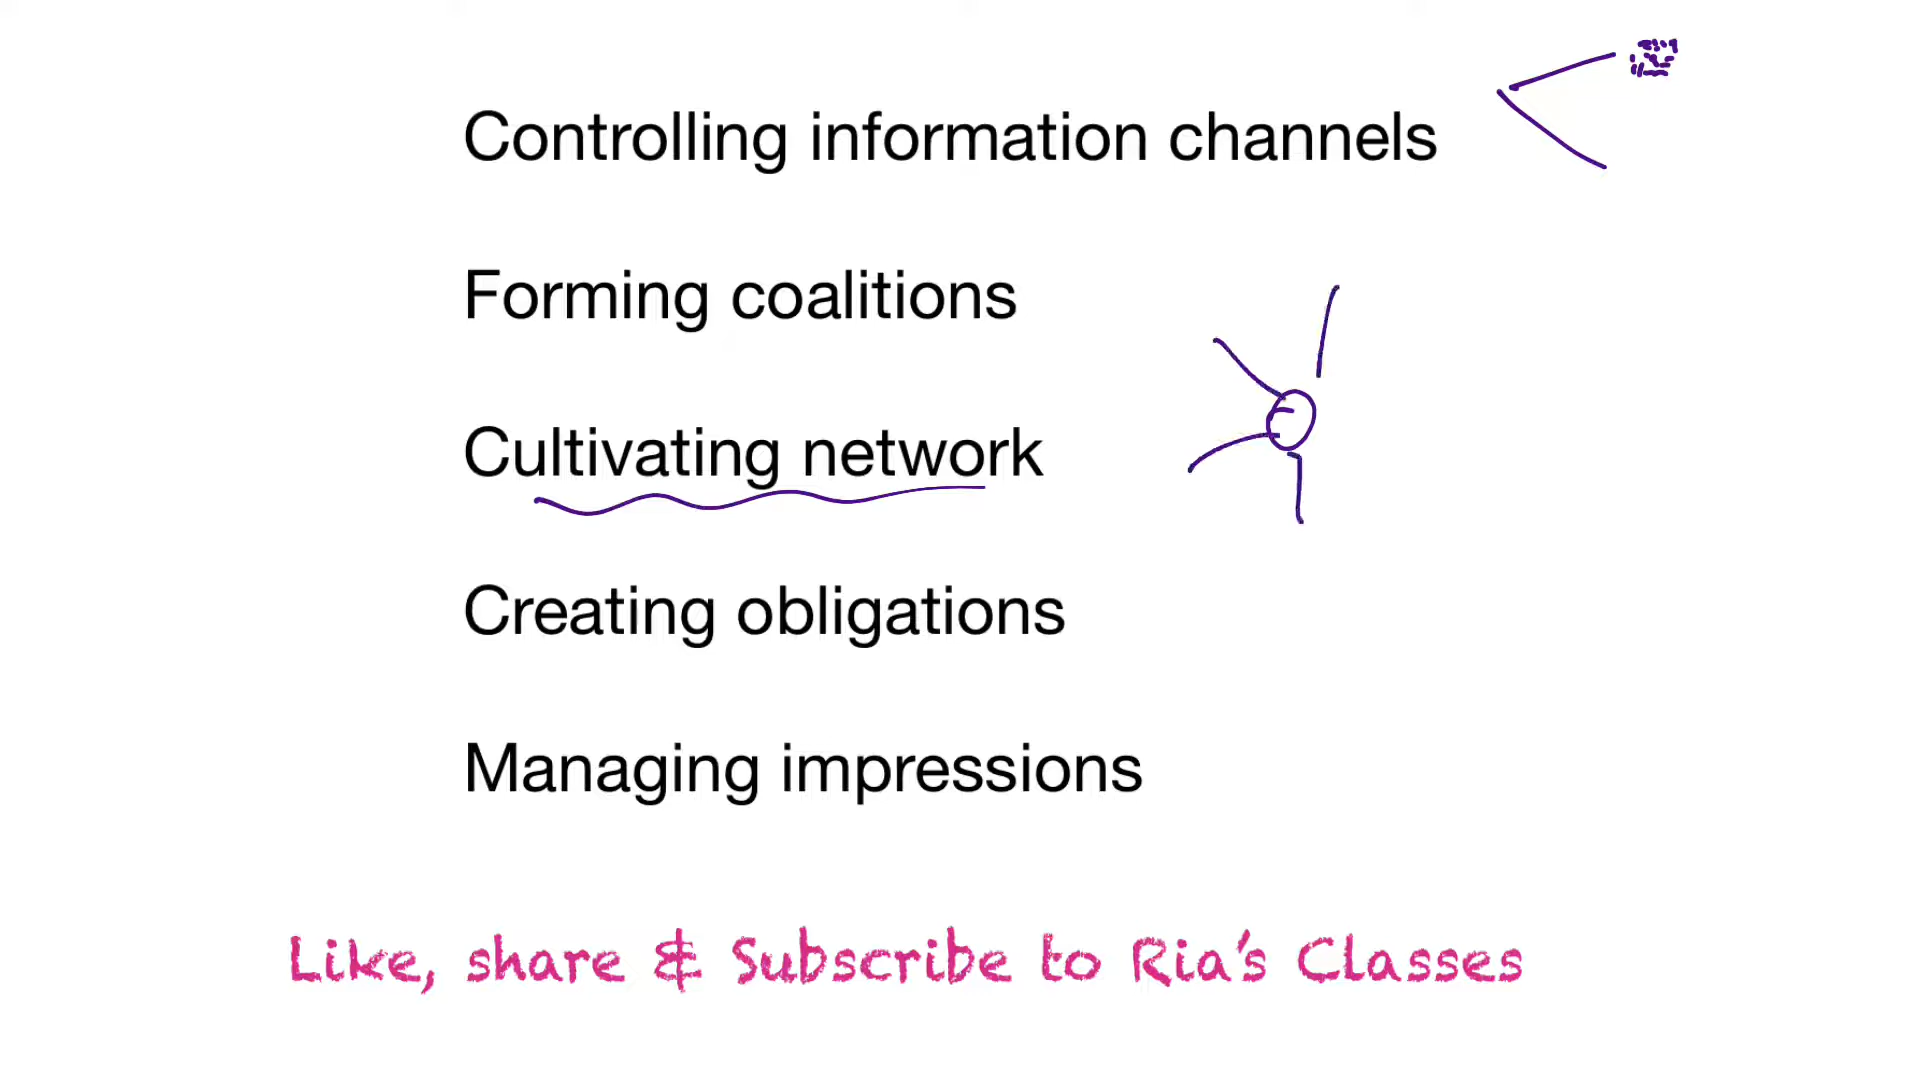 Controlling information channels
Forming coalitions
Cultivating network
Creating obligations
Managing impressions
Like, share & Subscribe to Ria's Classes